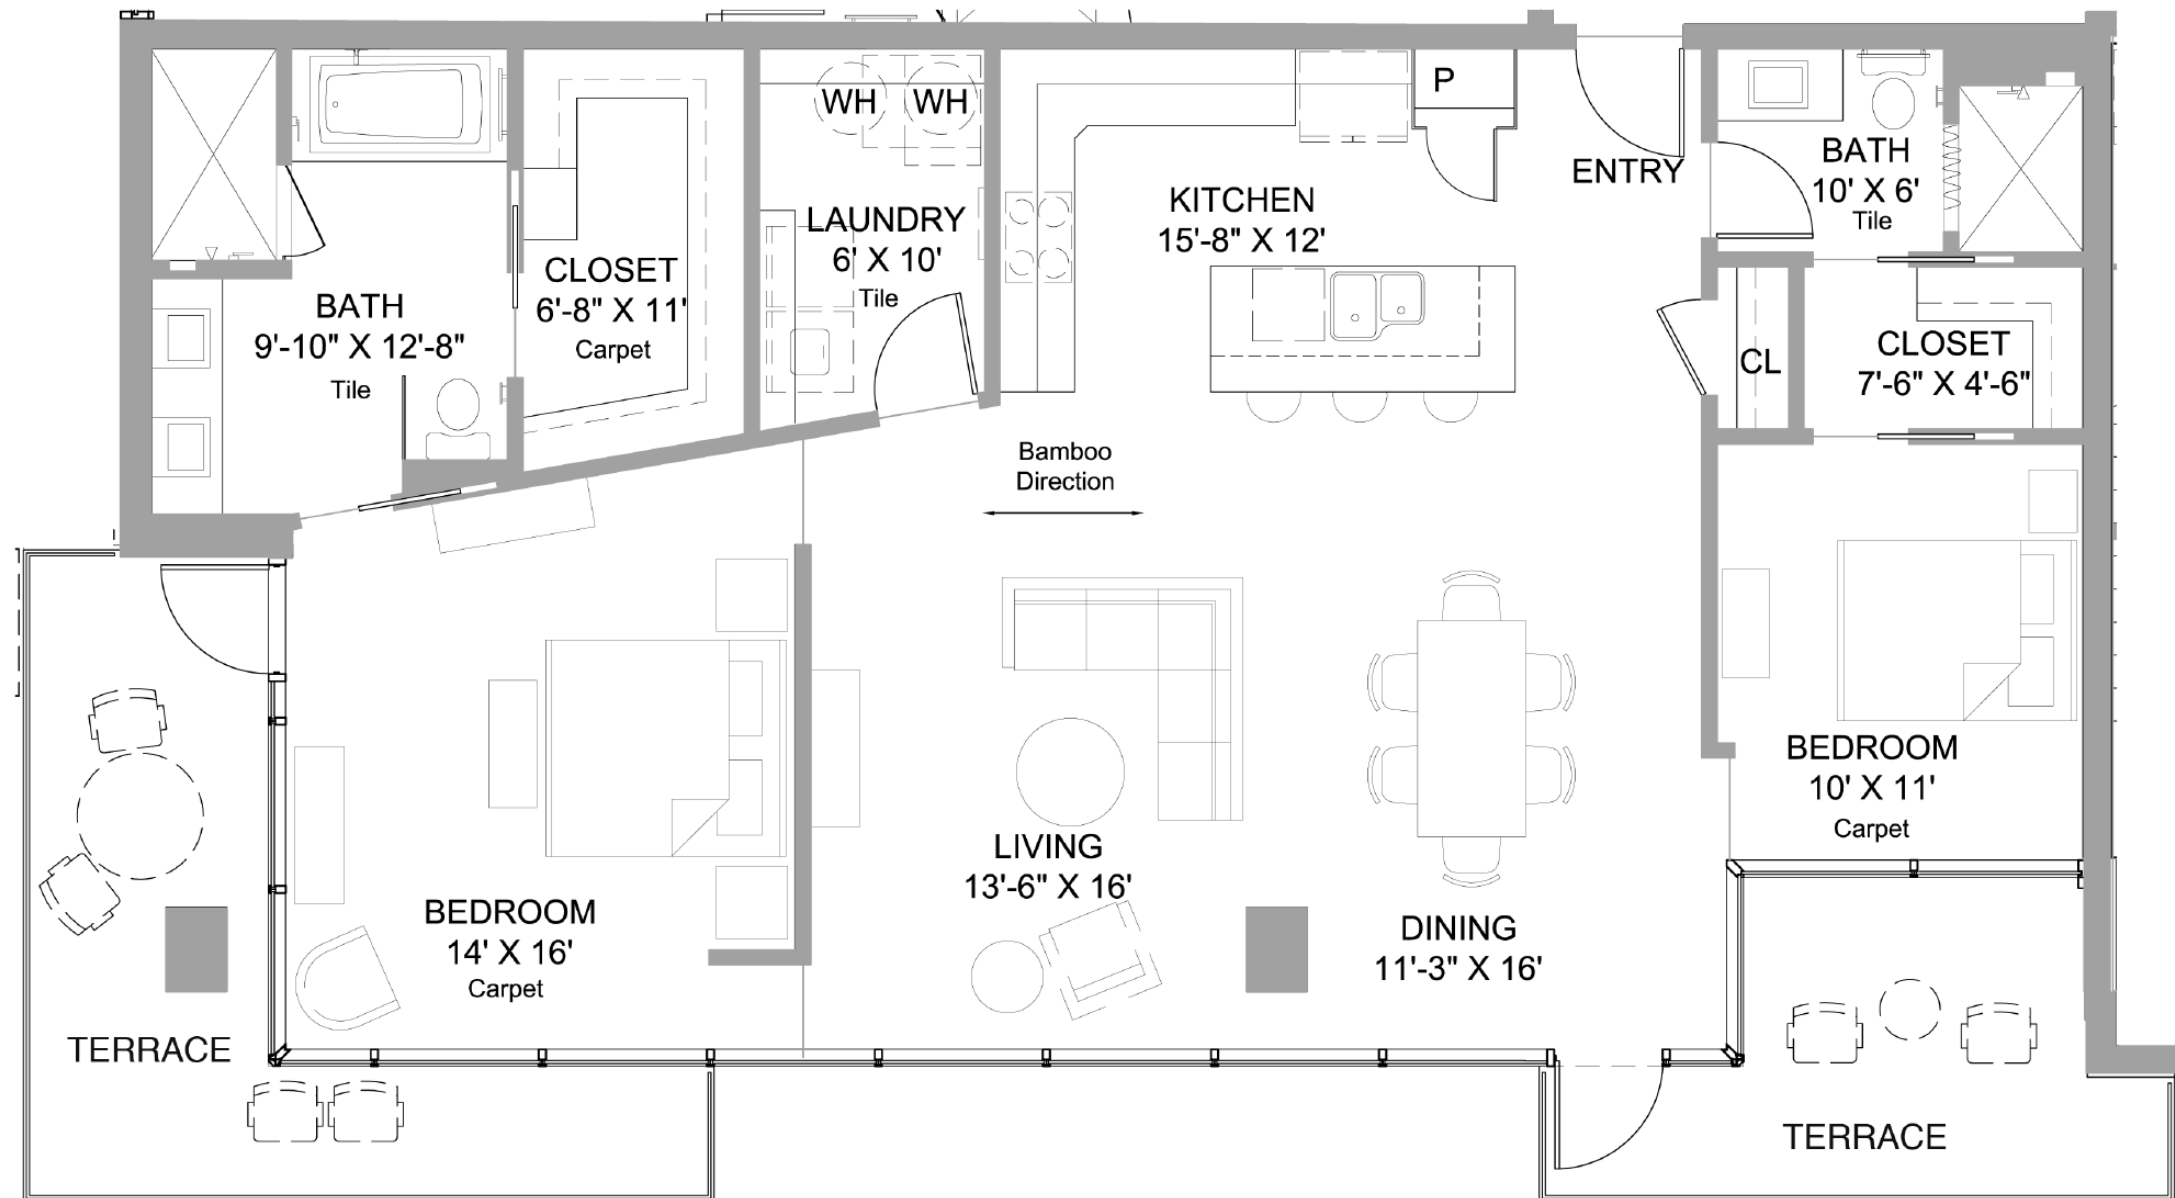 WH
WH
P
ENTRY
BATH
10' X 6'
Tile
KITCHEN
15'-8" X 12'
LAUNDRY
6' X 10'
Tile
CLOSET
6'-8" X 11'
Carpet
BATH
9'-10" X 12'-8"
Tile
CL
CLOSET
7'-6" X 4'-6"
Bamboo
Direction
BEDROOM
10' X 11'
Carpet
LIVING
13'-6" X 16'
BEDROOM
14' X 16'
Carpet
DINING
11'-3" X 16'
TERRACE
TERRACE